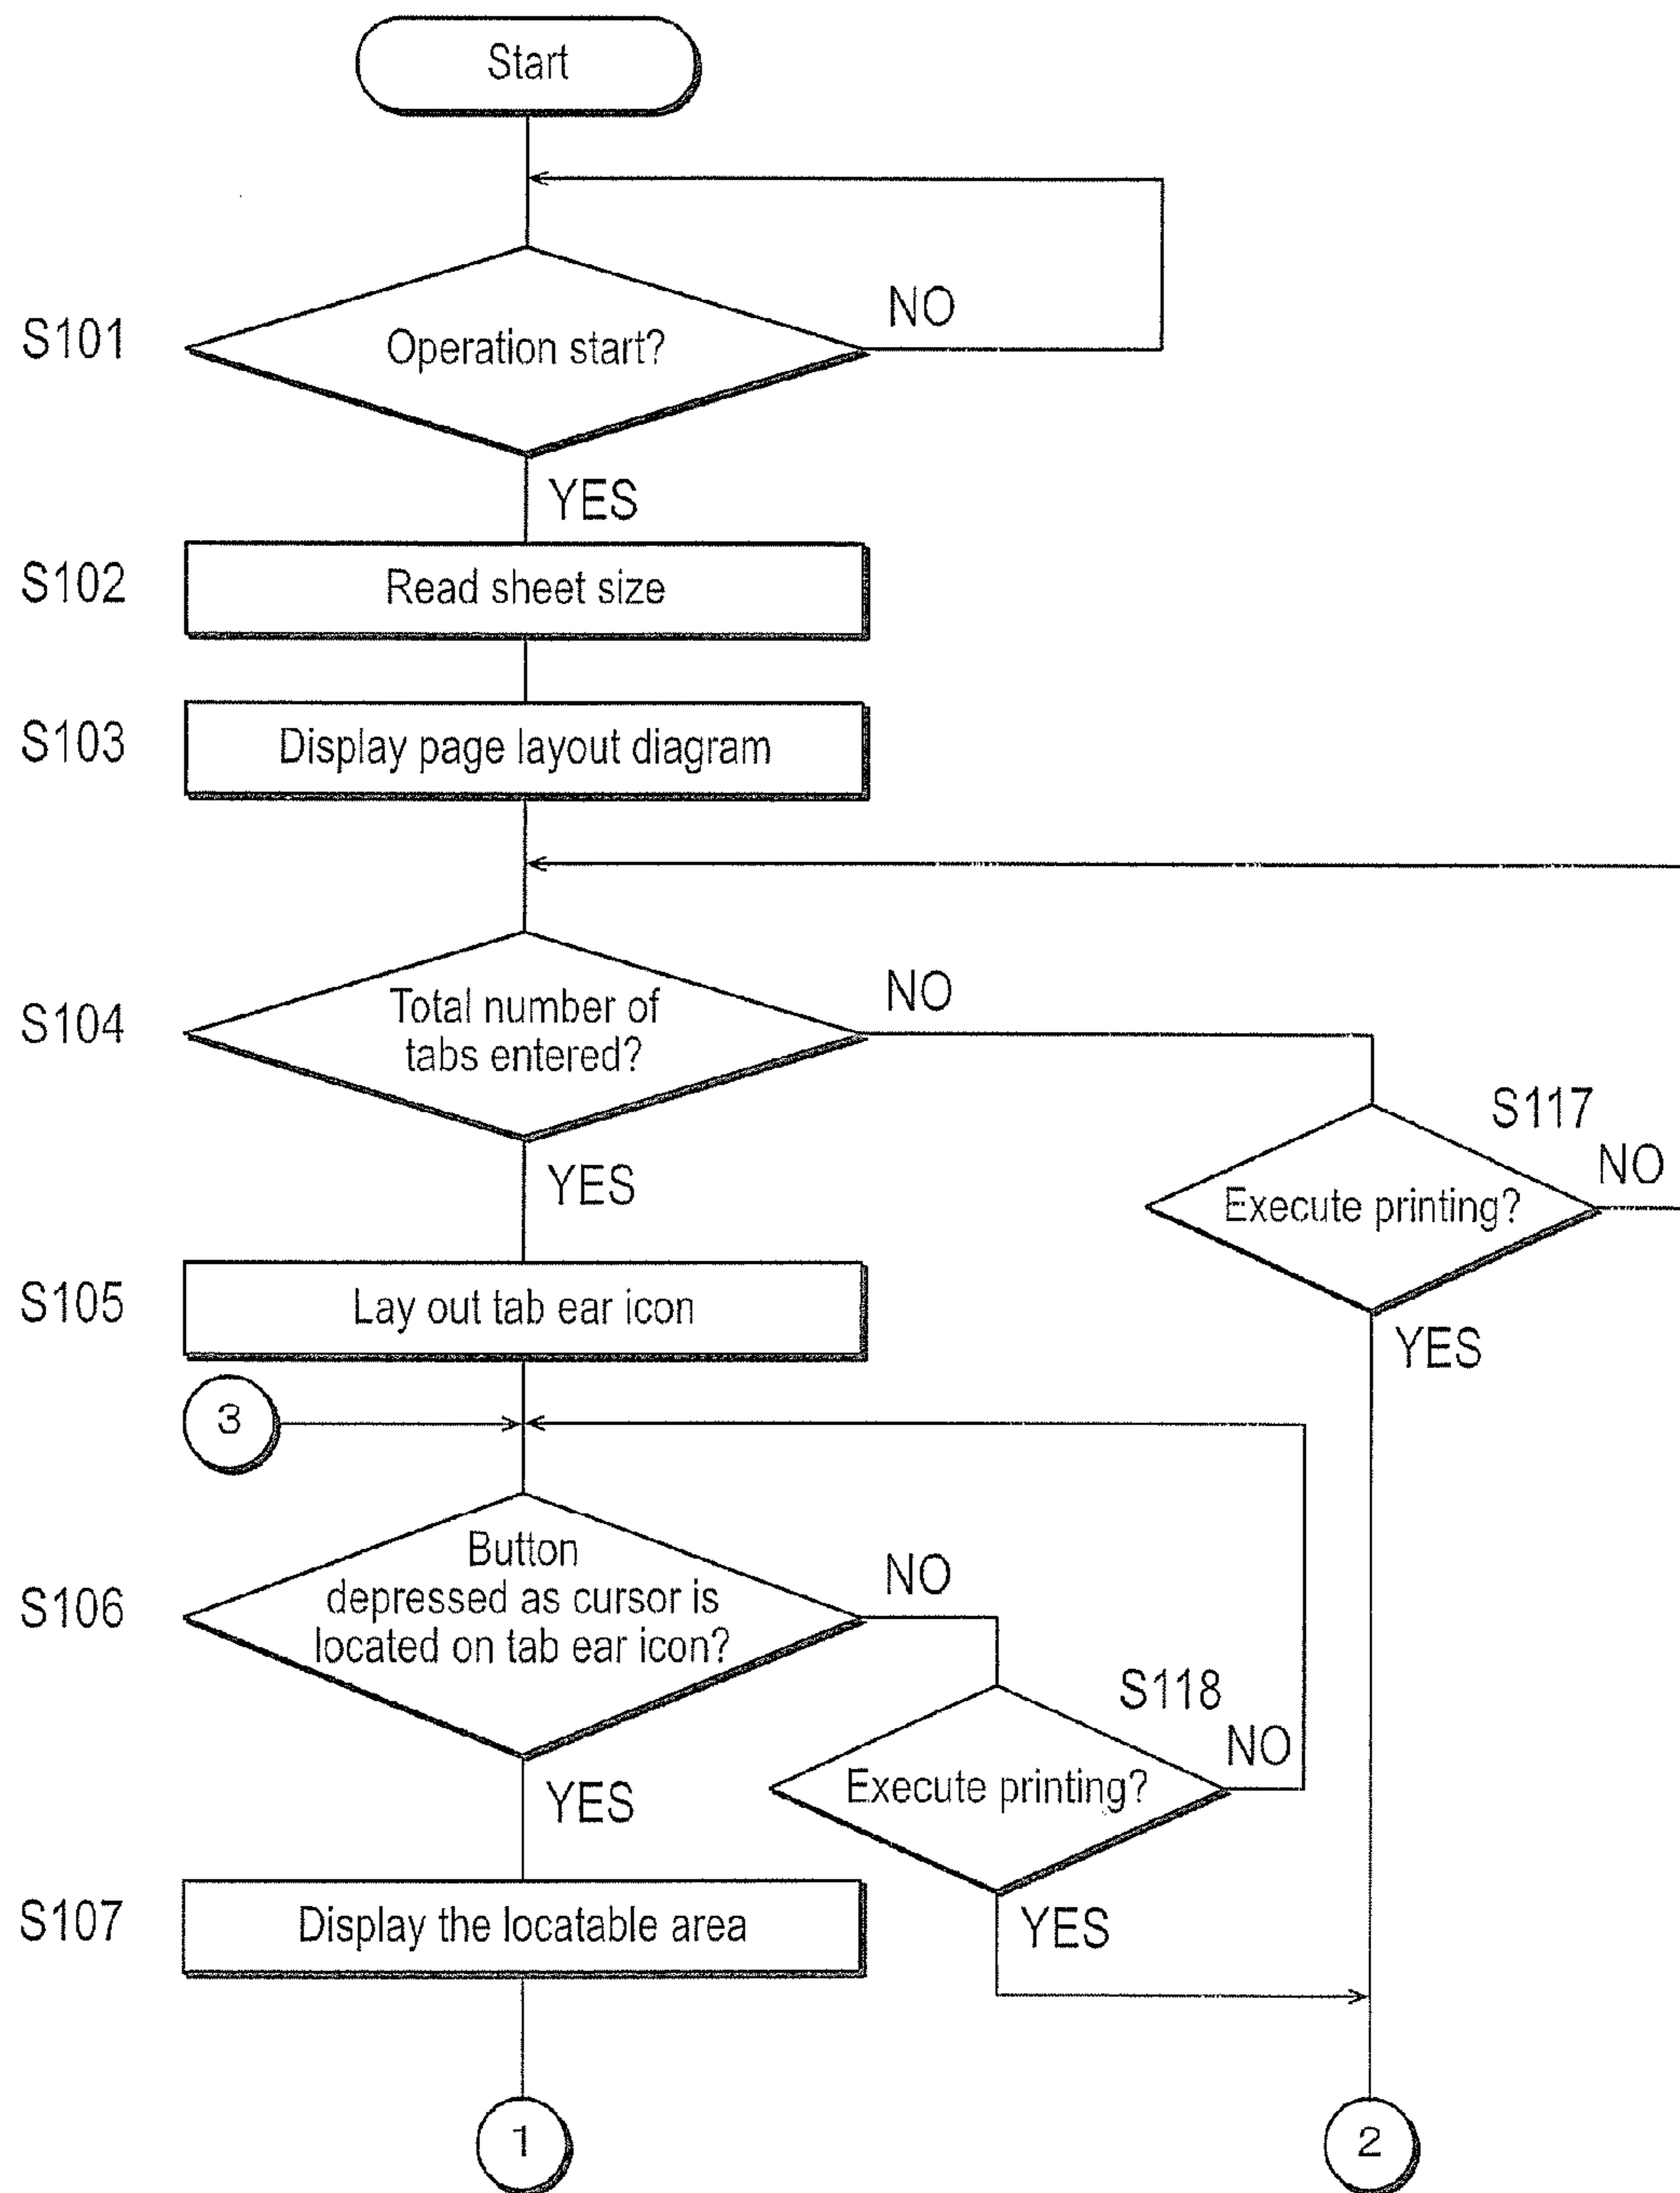 Start
S101
Operation start?
NO
YES
S102
Read sheet size
S103
Display page layout diagram
S104
Total number of
tabs entered?
NO
YES
S117
Execute printing?
NO
YES
S105
Lay out tab ear icon
3
S106
Button
depressed as cursor is
located on tab ear icon?
NO
YES
S118
Execute printing?
NO
YES
S107
Display the locatable area
1
2